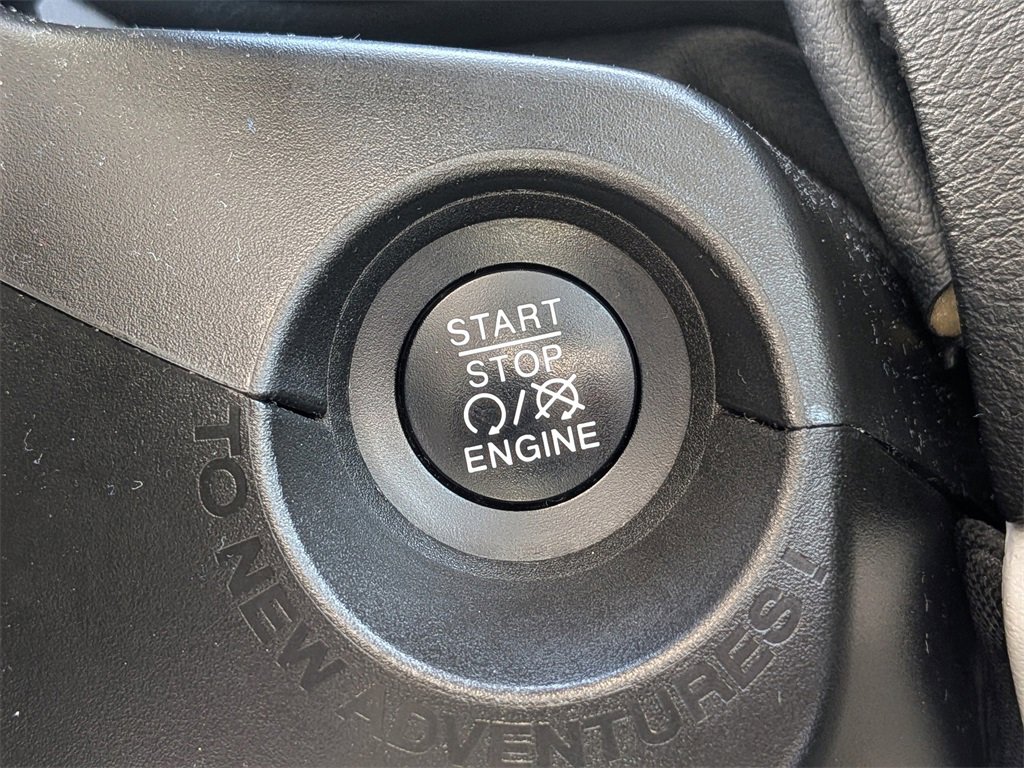 START
STOP
/
ENGINE
TO NEW ADVENTURES!